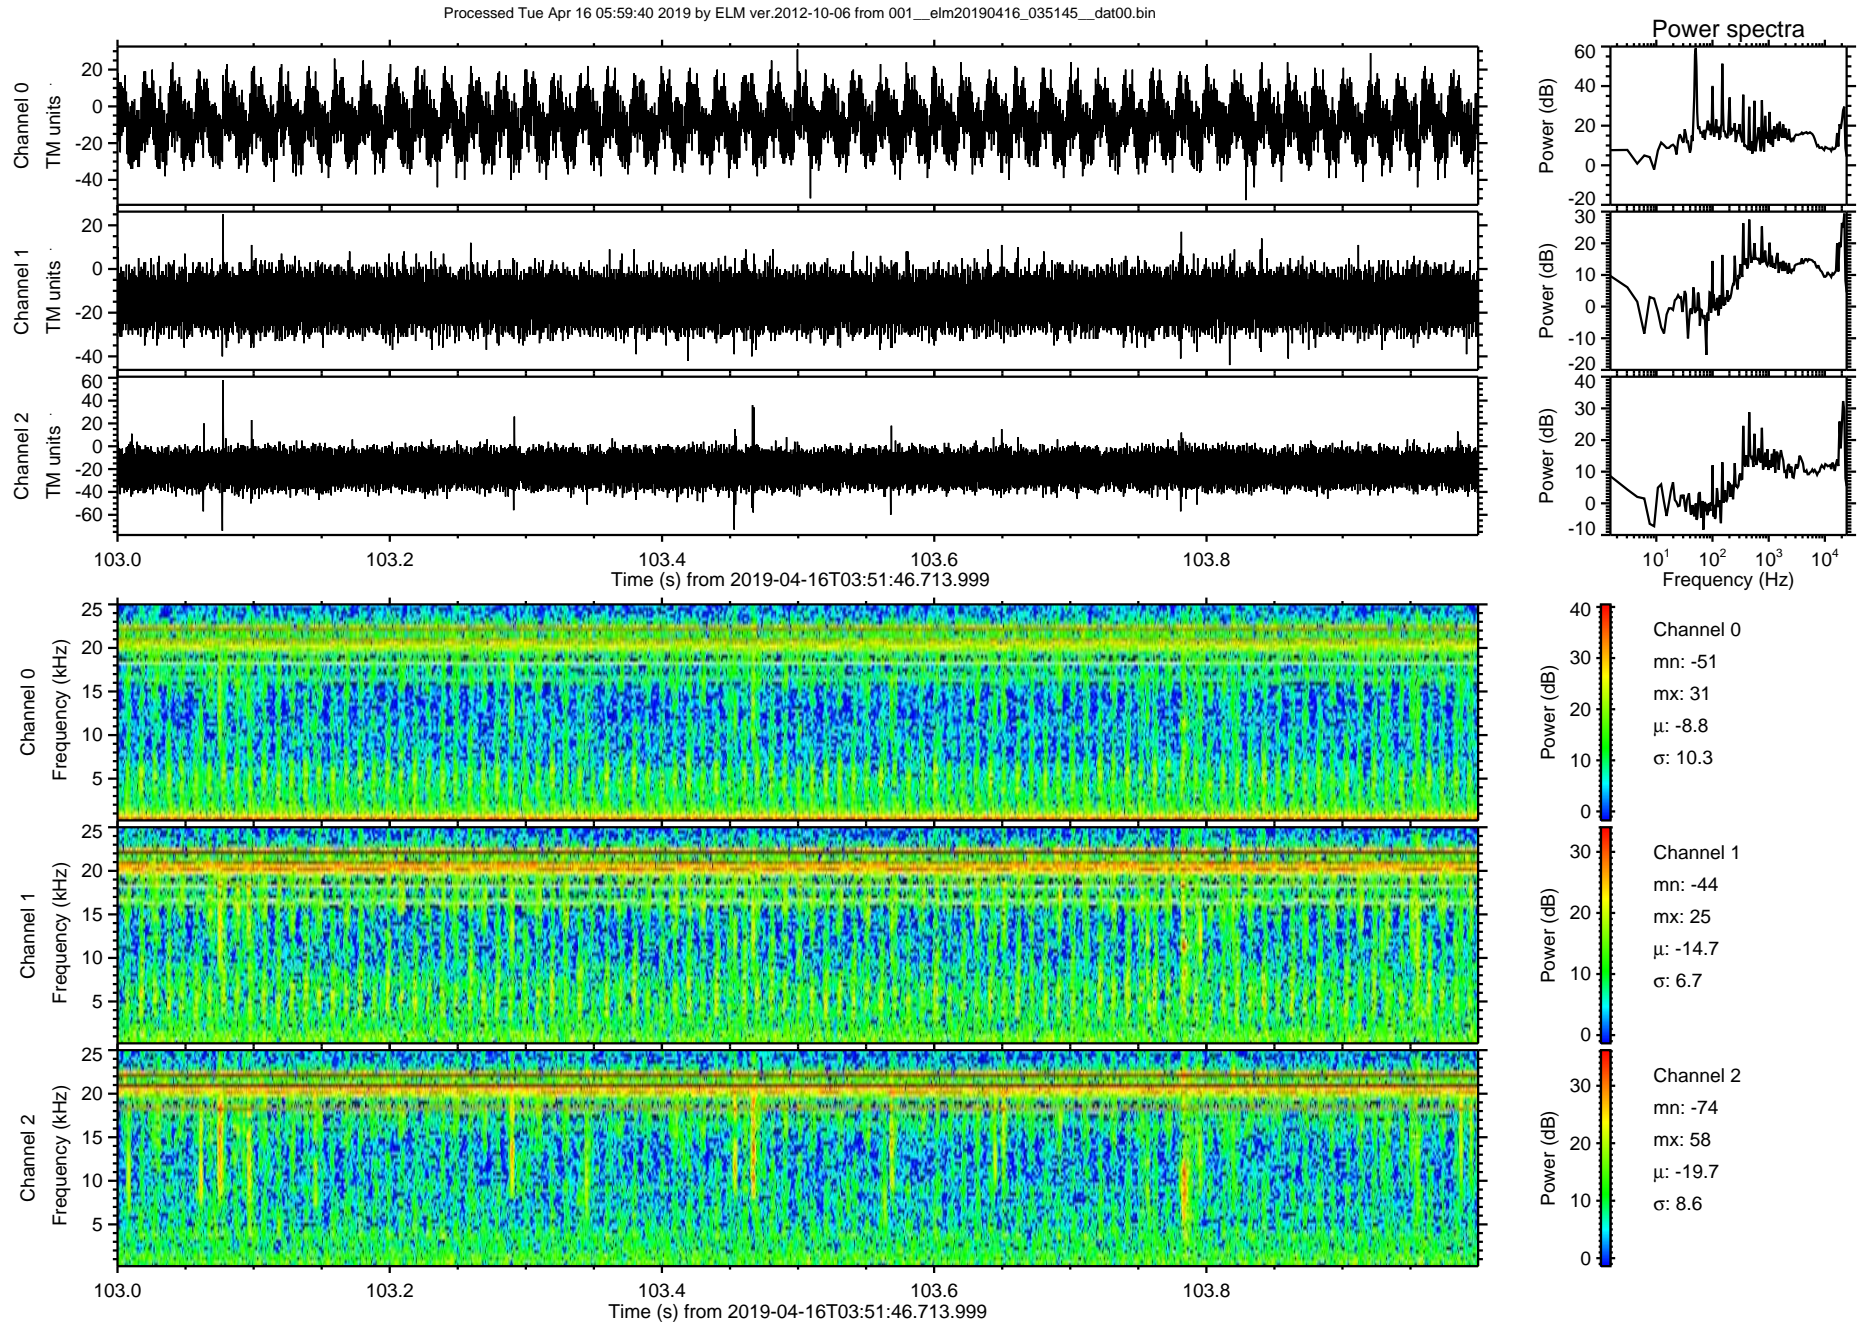 Processed Tue Apr 16 05:59:40 2019 by ELM ver.2012-10-06 from 001__elm20190416_035145__dat00.bin
Power spectra
Channel 0
TM units
20
0
-20
-40
Power (dB)
60
40
20
0
-20
Channel 1
TM units
20
0
-20
-40
Power (dB)
30
20
10
0
-10
-20
Channel 2
TM units
60
40
20
0
-20
-40
-60
Power (dB)
40
30
20
10
0
-10
103.0 103.2 103.4 103.6 103.8
Time (s) from 2019-04-16T03:51:46.713.999
10^1 10^2 10^3 10^4
Frequency (Hz)
Channel 0
Frequency (kHz)
25
20
15
10
5
Power (dB)
40
30
20
10
0
Channel 0
mn: -51
mx: 31
μ: -8.8
σ: 10.3
Channel 1
Frequency (kHz)
25
20
15
10
5
Power (dB)
30
20
10
0
Channel 1
mn: -44
mx: 25
μ: -14.7
σ: 6.7
Channel 2
Frequency (kHz)
25
20
15
10
5
Power (dB)
30
20
10
0
Channel 2
mn: -74
mx: 58
μ: -19.7
σ: 8.6
103.0 103.2 103.4 103.6 103.8
Time (s) from 2019-04-16T03:51:46.713.999